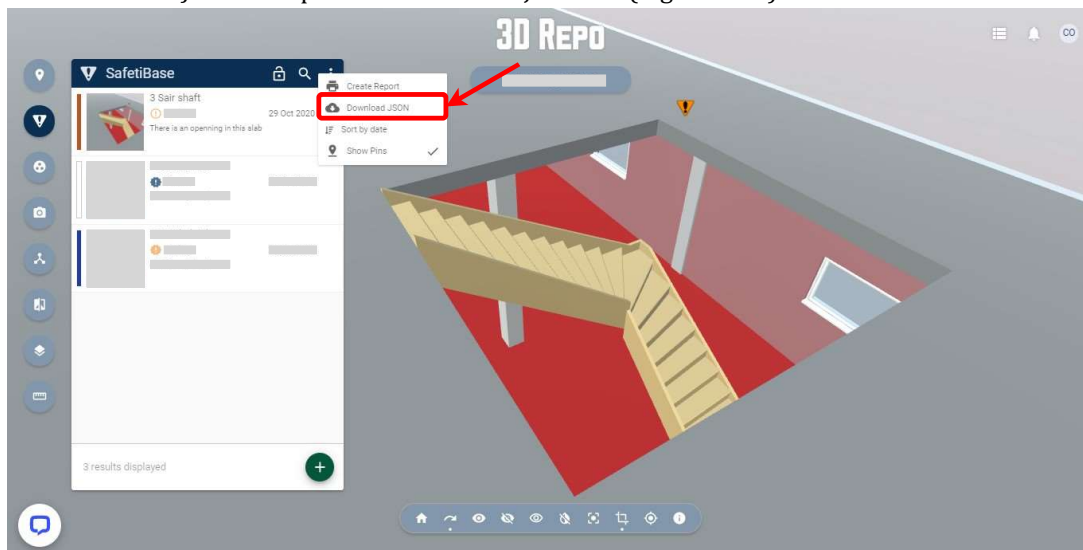 3D REPO
CO
SafetiBase
Create Report
Download JSON
Sort by date
Show Pins
3 Sair shaft
29 Oct 2020
There is an openning in this slab
3 results displayed